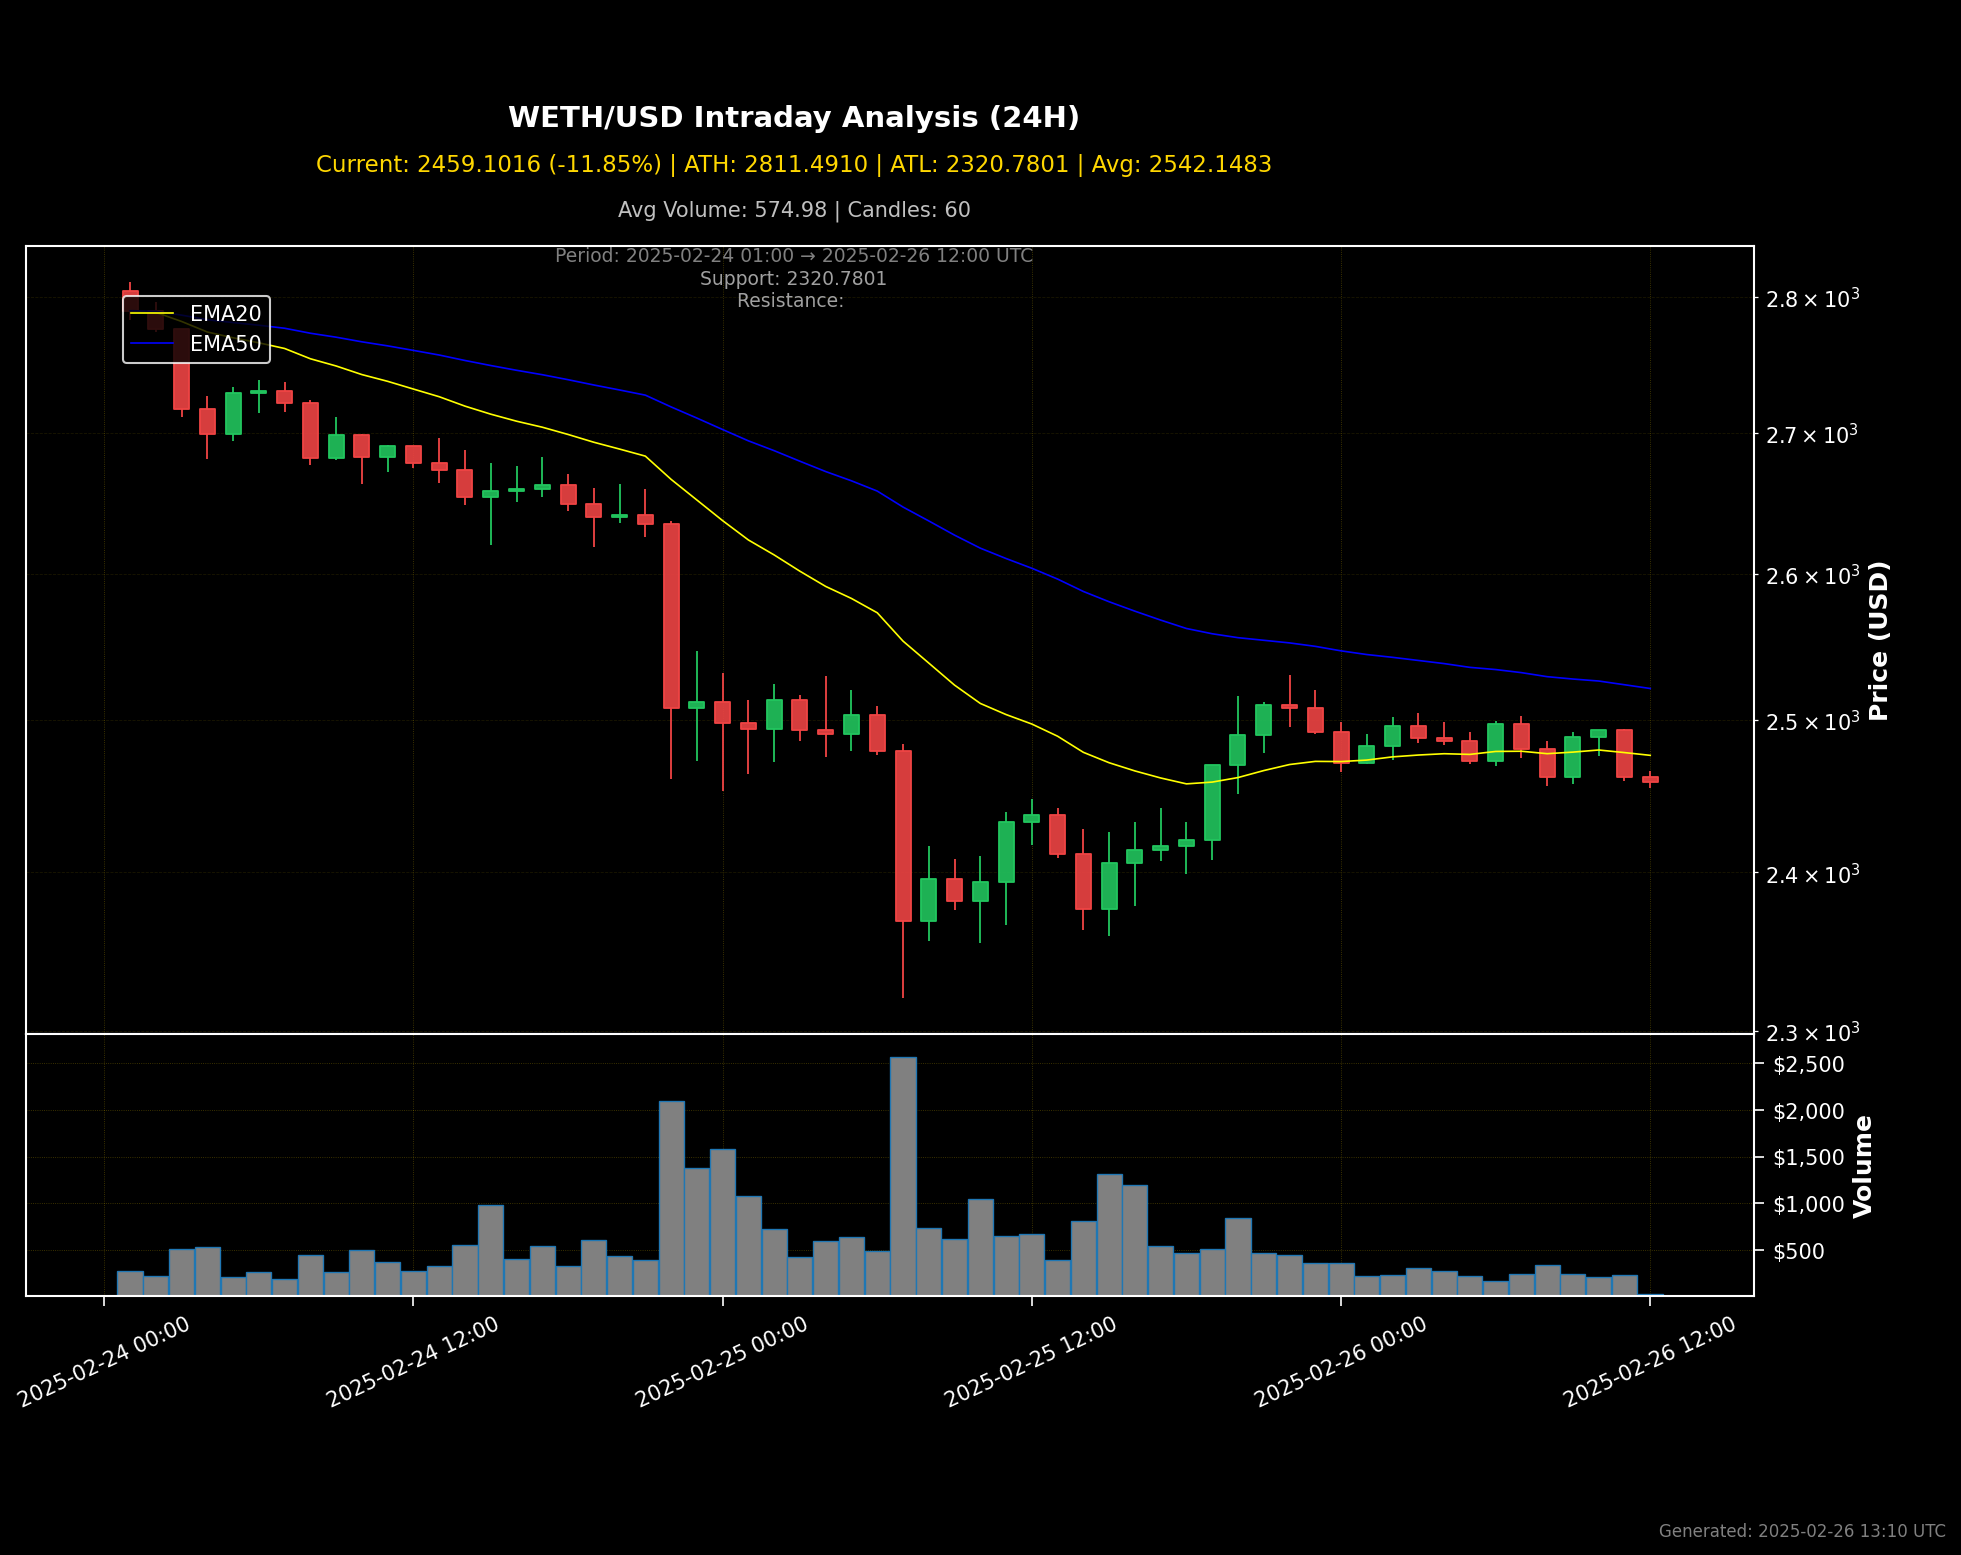 WETH/USD Intraday Analysis (24H)
Current: 2459.1016 (-11.85%) | ATH: 2811.4910 | ATL: 2320.7801 | Avg: 2542.1483
Avg Volume: 574.98 | Candles: 60
Period: 2025-02-24 01:00 → 2025-02-26 12:00 UTC
Support: 2320.7801
Resistance:
EMA20
EMA50
2.8 × 10³
2.7 × 10³
2.6 × 10³
2.5 × 10³
2.4 × 10³
2.3 × 10³
Price (USD)
$2,500
$2,000
$1,500
$1,000
$500
Volume
2025-02-24 00:00
2025-02-24 12:00
2025-02-25 00:00
2025-02-25 12:00
2025-02-26 00:00
2025-02-26 12:00
Generated: 2025-02-26 13:10 UTC